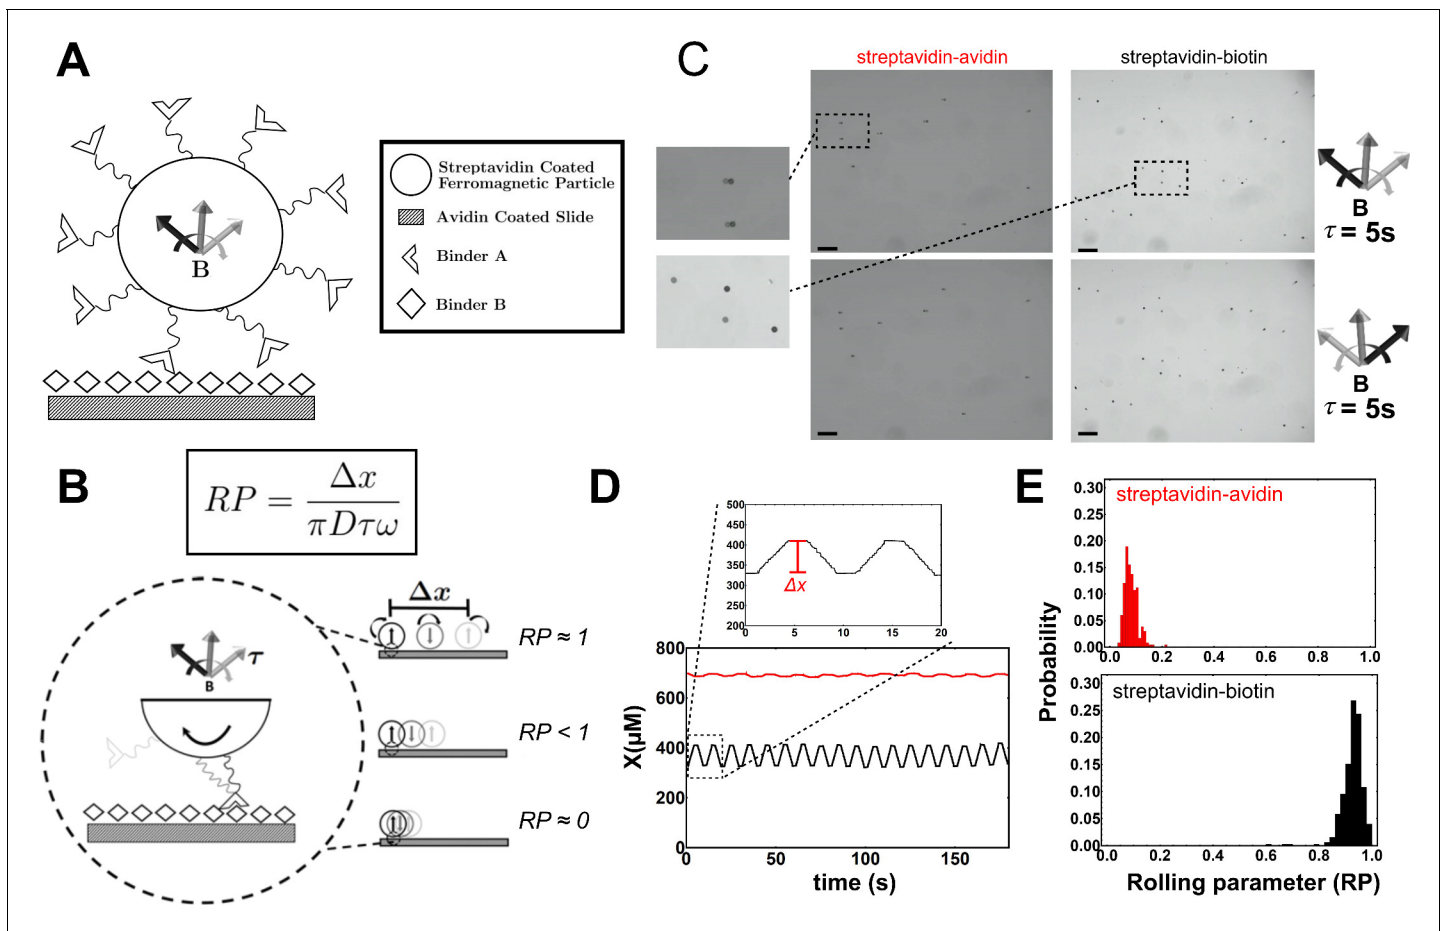 A
B
Streptavidin Coated
Ferromagnetic Particle
Avidin Coated Slide
Binder A
Binder B
C
streptavidin-avidin
streptavidin-biotin
B
τ = 5s
B
τ = 5s
B
RP = Δx / πDτω
τ
B
Δx
RP ≈ 1
RP < 1
RP ≈ 0
D
500
450
400
350
300
250
200
0
5
10
15
20
Δx
X(µM)
800
600
400
200
0
0
50
100
150
time (s)
E
streptavidin-avidin
0.30
0.25
0.20
0.15
0.10
0.05
0.00
0.0
0.2
0.4
0.6
0.8
1.0
streptavidin-biotin
0.30
0.25
0.20
0.15
0.10
0.05
0.00
0.0
0.2
0.4
0.6
0.8
1.0
Probability
Rolling parameter (RP)